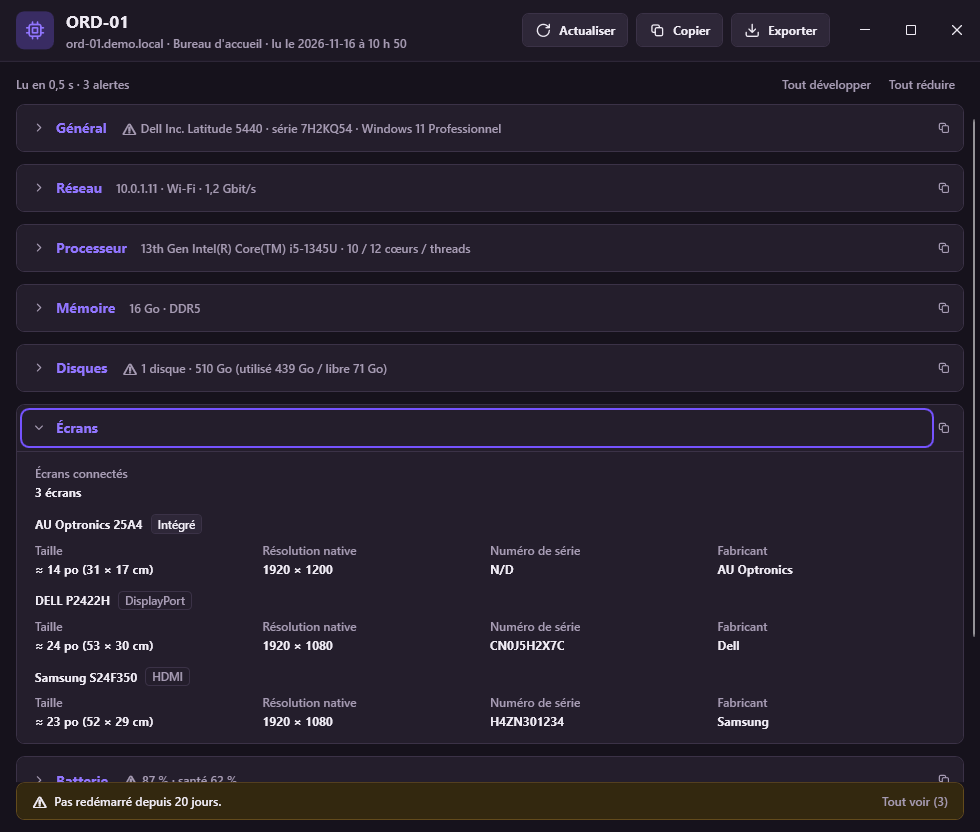 ORD-01
ord-01.demo.local · Bureau d'accueil · lu le 2026-11-16 à 10 h 50
Actualiser
Copier
Exporter
Lu en 0,5 s · 3 alertes
Tout développer
Tout réduire
Général Dell Inc. Latitude 5440 · série 7H2KQ54 · Windows 11 Professionnel
Réseau 10.0.1.11 · Wi-Fi · 1,2 Gbit/s
Processeur 13th Gen Intel(R) Core(TM) i5-1345U · 10 / 12 cœurs / threads
Mémoire 16 Go · DDR5
Disques 1 disque · 510 Go (utilisé 439 Go / libre 71 Go)
Écrans
Écrans connectés
3 écrans
AU Optronics 25A4 Intégré
Taille Résolution native Numéro de série Fabricant
≈ 14 po (31 × 17 cm) 1920 × 1200 N/D AU Optronics
DELL P2422H DisplayPort
Taille Résolution native Numéro de série Fabricant
≈ 24 po (53 × 30 cm) 1920 × 1080 CN0J5H2X7C Dell
Samsung S24F350 HDMI
Taille Résolution native Numéro de série Fabricant
≈ 23 po (52 × 29 cm) 1920 × 1080 H4ZN301234 Samsung
Batterie 87 % · santé 62 %
Pas redémarré depuis 20 jours. Tout voir (3)